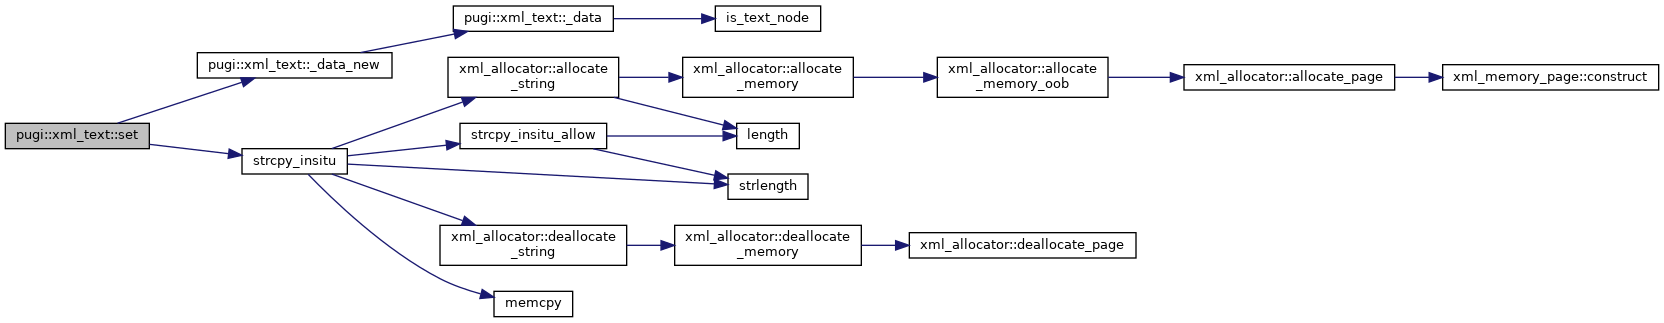 pugi::xml_text::_data
is_text_node
pugi::xml_text::_data_new
xml_allocator::allocate
_string
xml_allocator::allocate
_memory
xml_allocator::allocate
_memory_oob
xml_allocator::allocate_page
xml_memory_page::construct
pugi::xml_text::set
strcpy_insitu_allow
length
strcpy_insitu
strlength
xml_allocator::deallocate
_string
xml_allocator::deallocate
_memory
xml_allocator::deallocate_page
memcpy